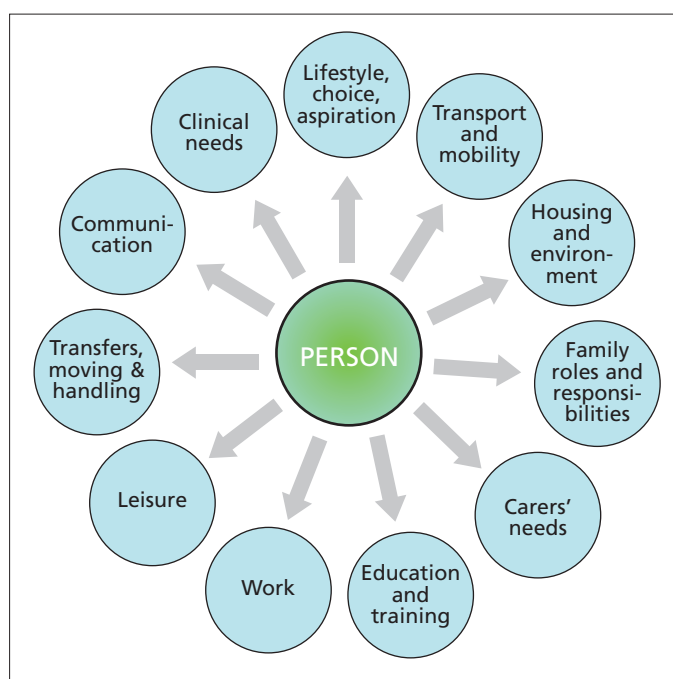 Lifestyle,
choice,
aspiration
Transport
and
mobility
Housing
and
environ-
ment
Family
roles and
responsi-
bilities
Carers’
needs
Education
and
training
Work
Leisure
Transfers,
moving &
handling
Communi-
cation
Clinical
needs
PERSON